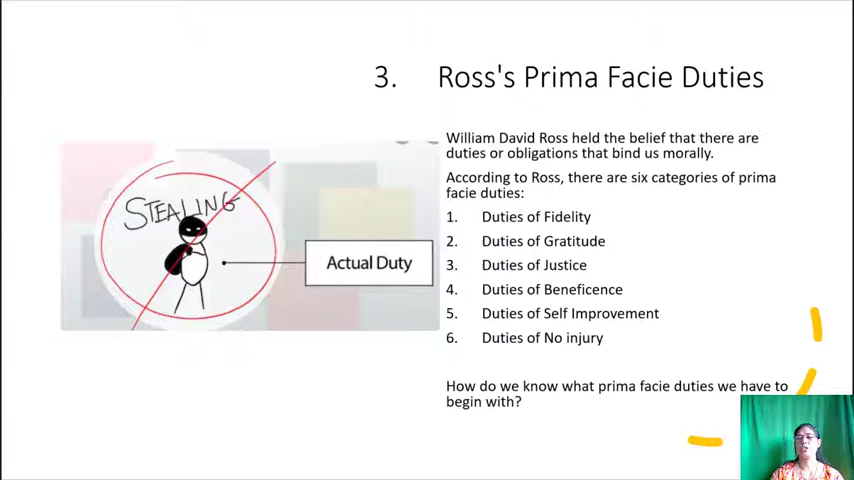 3. Ross's Prima Facie Duties
William David Ross held the belief that there are
duties or obligations that bind us morally.
According to Ross, there are six categories of prima
facie duties:
1. Duties of Fidelity
2. Duties of Gratitude
3. Duties of Justice
4. Duties of Beneficence
5. Duties of Self Improvement
6. Duties of No injury
How do we know what prima facie duties we have to
begin with?
STEALING
Actual Duty